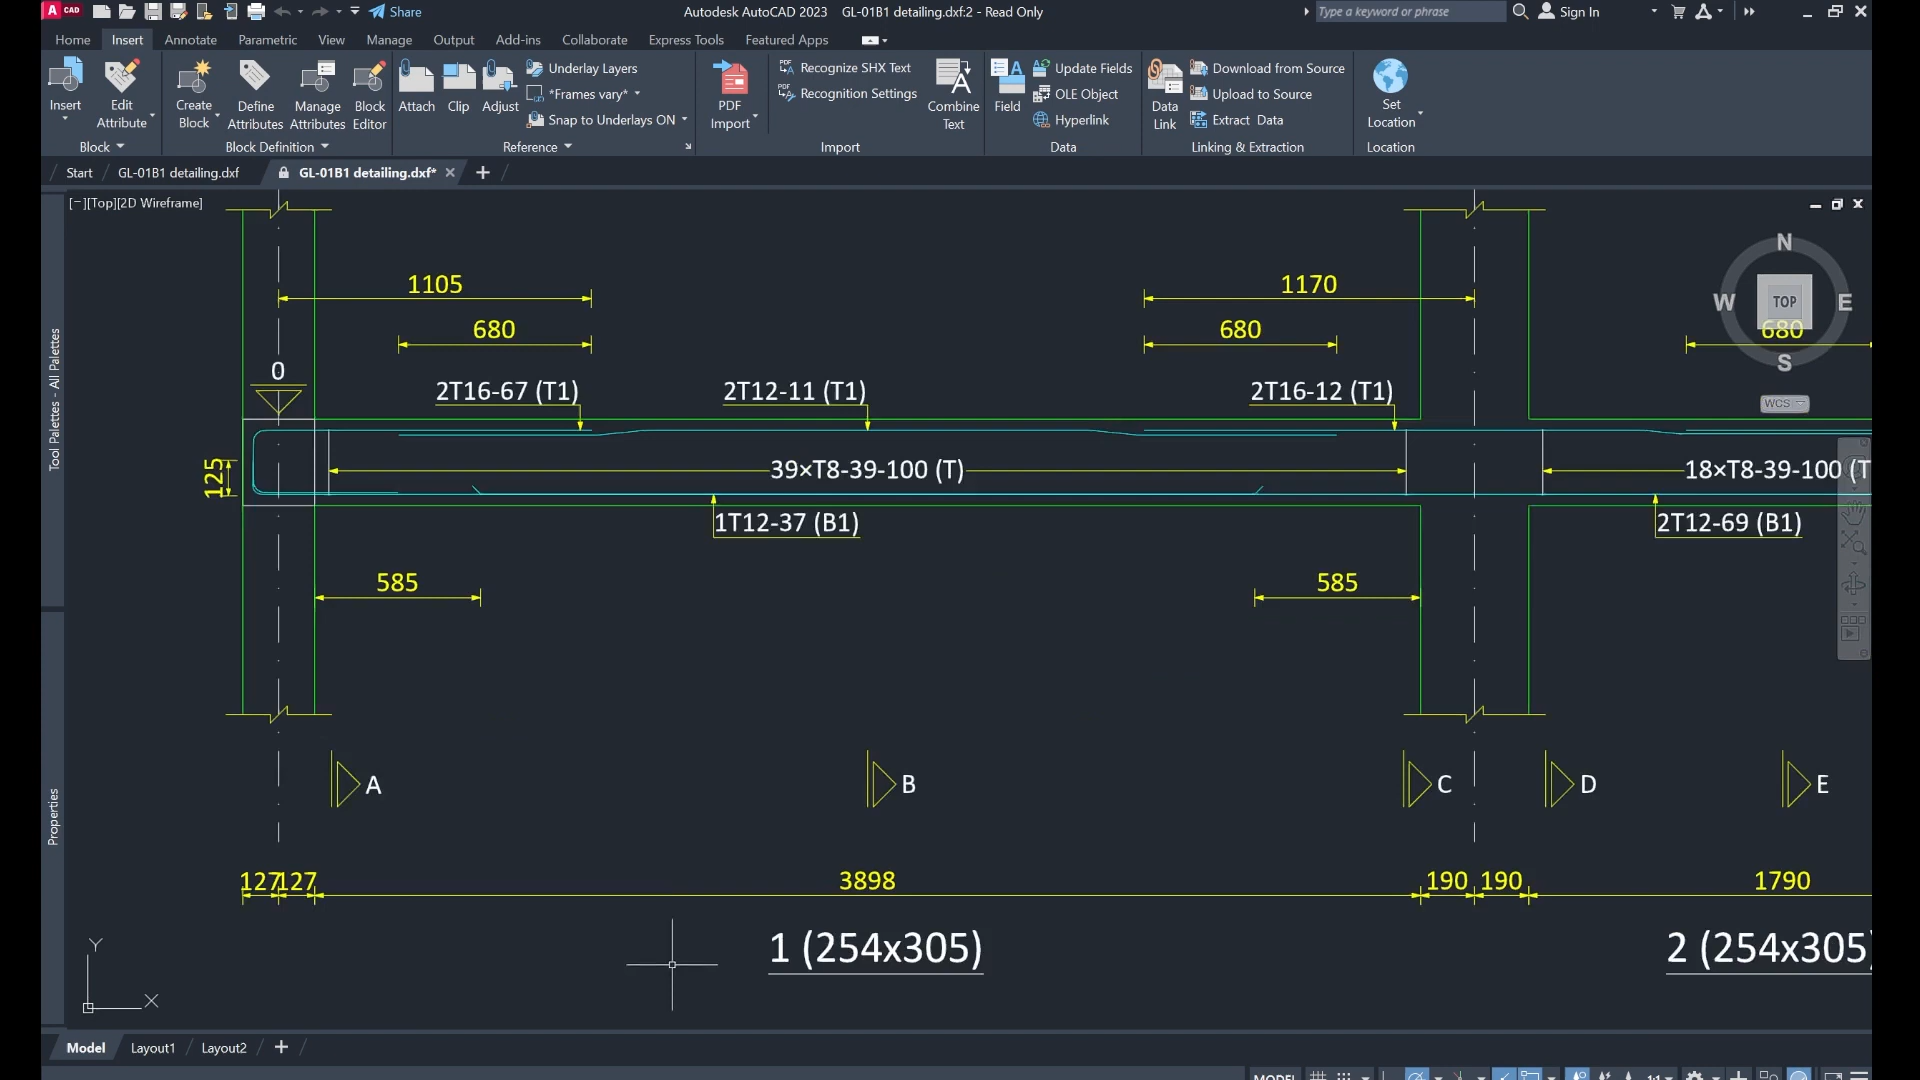 A CAD
Share
Autodesk AutoCAD 2023 GL-01B1 detailing.dxf:2 - Read Only
Type a keyword or phrase
Sign In
Home Insert Annotate Parametric View Manage Output Add-ins Collaborate Express Tools Featured Apps
Insert
Edit
Attribute
Create
Block
Define
Attributes
Manage
Attributes
Block
Editor
Attach
Clip
Adjust
Underlay Layers
*Frames vary*
Snap to Underlays ON
PDF
Import
Recognize SHX Text
Recognition Settings
Combine
Text
Field
Update Fields
OLE Object
Hyperlink
Data
Link
Download from Source
Upload to Source
Extract Data
Set
Location
Block
Block Definition
Reference
Import
Data
Linking & Extraction
Location
Start GL-01B1 detailing.dxf GL-01B1 detailing.dxf*
[−][Top][2D Wireframe]
Tool Palettes - All Palettes
Properties
N
W TOP E
S
WCS
1105 1170
680 680 680
0
2T16-67 (T1) 2T12-11 (T1) 2T16-12 (T1)
125
39×T8-39-100 (T) 18×T8-39-100 (T
1T12-37 (B1) 2T12-69 (B1)
585 585
A B C D E
127 127 3898 190 190 1790
1 (254x305) 2 (254x305)
Y
X
Model Layout1 Layout2
MODEL 1:1